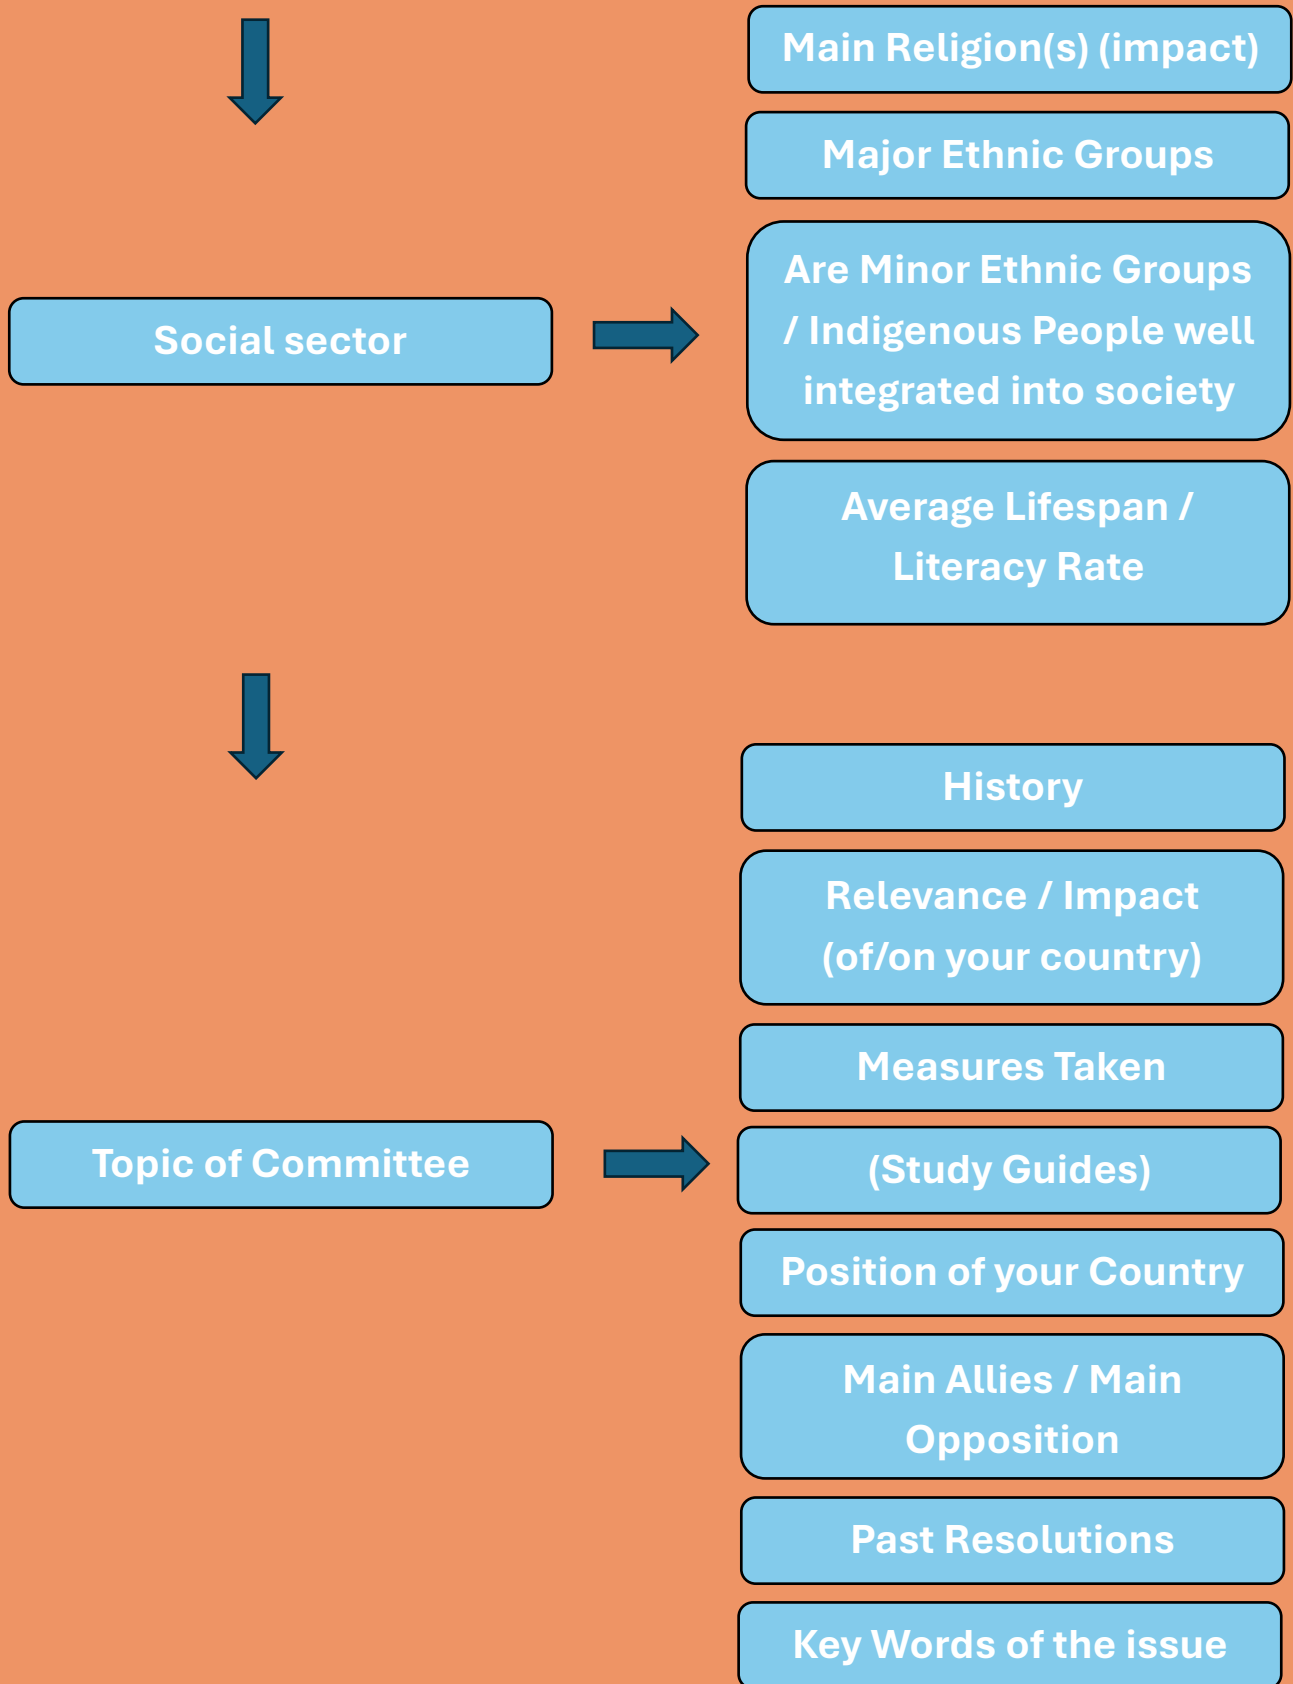 Main Religion(s) (impact)
Major Ethnic Groups
Social sector
Are Minor Ethnic Groups
/ Indigenous People well
integrated into society
Average Lifespan /
Literacy Rate
History
Relevance / Impact
(of/on your country)
Measures Taken
Topic of Committee
(Study Guides)
Position of your Country
Main Allies / Main
Opposition
Past Resolutions
Key Words of the issue